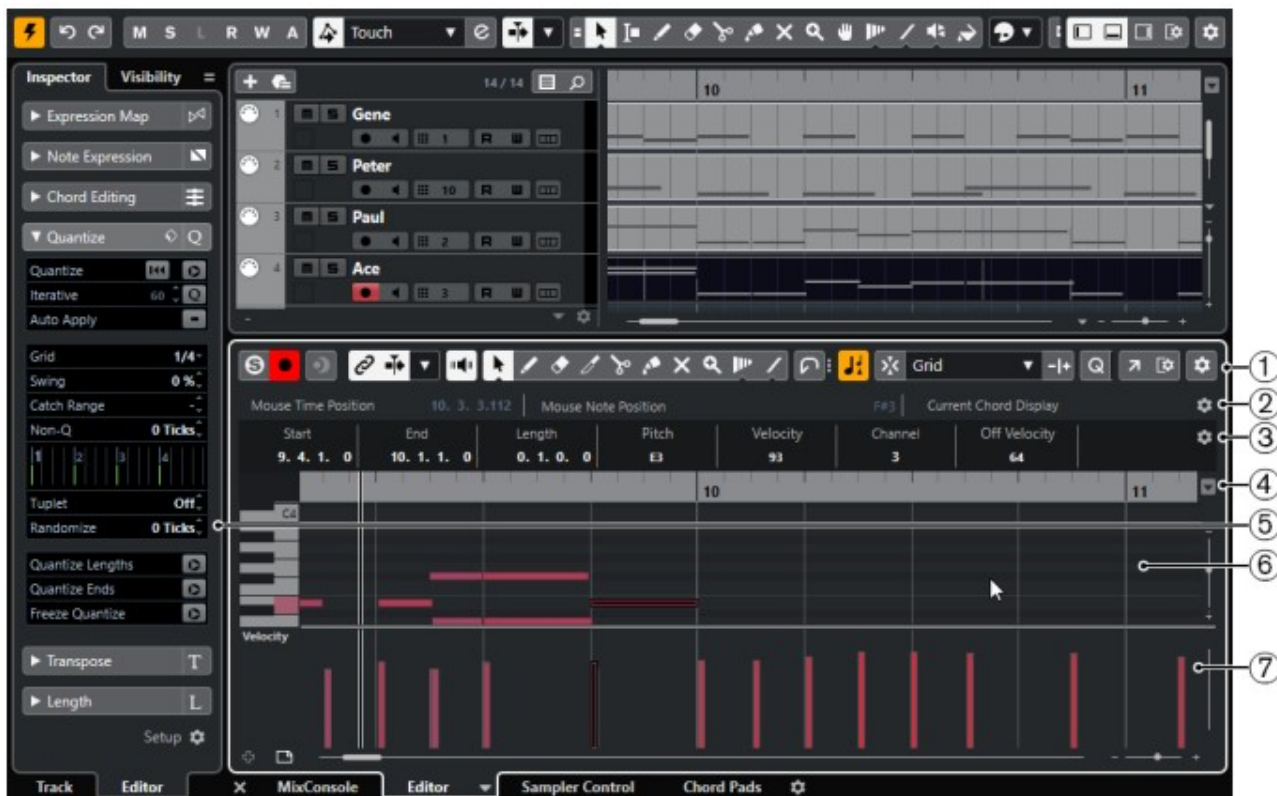 M S L R W A Touch
Inspector Visibility
Expression Map
Note Expression
Chord Editing
Quantize Q
Quantize
Iterative 60 Q
Auto Apply
Grid 1/4
Swing 0 %
Catch Range -
Non-Q 0 Ticks
1 2 3 4
Tuplet Off
Randomize 0 Ticks
Quantize Lengths
Quantize Ends
Freeze Quantize
Transpose T
Length L
Setup
Track Editor
14 / 14
10 11
1 m S Gene
1 R W
2 m S Peter
10 R W
3 m S Paul
2 R W
4 m S Ace
3 R W
S Grid Q
1
Mouse Time Position 10. 3. 3.112 Mouse Note Position F#3 Current Chord Display
2
Start End Length Pitch Velocity Channel Off Velocity
3
9. 4. 1. 0 10. 1. 1. 0 0. 1. 0. 0 E3 93 3 64
10 11
4
C4
5
6
Velocity
7
MixConsole Editor Sampler Control Chord Pads